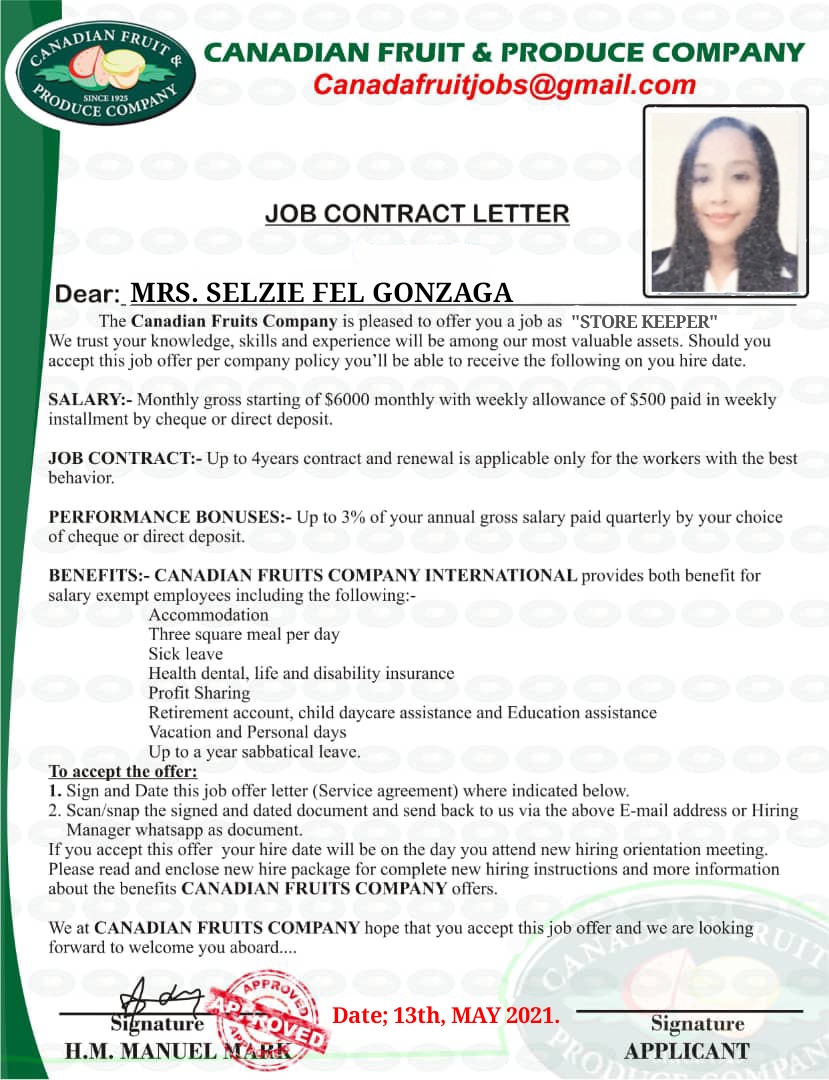 CANADIAN FRUIT &
PRODUCE COMPANY
SINCE 1925
CANADIAN FRUIT & PRODUCE COMPANY
Canadafruitjobs@gmail.com
JOB CONTRACT LETTER
Dear: MRS. SELZIE FEL GONZAGA
The Canadian Fruits Company is pleased to offer you a job as "STORE KEEPER"
We trust your knowledge, skills and experience will be among our most valuable assets. Should you
accept this job offer per company policy you'll be able to receive the following on you hire date.
SALARY:- Monthly gross starting of $6000 monthly with weekly allowance of $500 paid in weekly
installment by cheque or direct deposit.
JOB CONTRACT:- Up to 4years contract and renewal is applicable only for the workers with the best
behavior.
PERFORMANCE BONUSES:- Up to 3% of your annual gross salary paid quarterly by your choice
of cheque or direct deposit.
BENEFITS:- CANADIAN FRUITS COMPANY INTERNATIONAL provides both benefit for
salary exempt employees including the following:-
Accommodation
Three square meal per day
Sick leave
Health dental, life and disability insurance
Profit Sharing
Retirement account, child daycare assistance and Education assistance
Vacation and Personal days
Up to a year sabbatical leave.
To accept the offer:
1. Sign and Date this job offer letter (Service agreement) where indicated below.
2. Scan/snap the signed and dated document and send back to us via the above E-mail address or Hiring
Manager whatsapp as document.
If you accept this offer your hire date will be on the day you attend new hiring orientation meeting.
Please read and enclose new hire package for complete new hiring instructions and more information
about the benefits CANADIAN FRUITS COMPANY offers.
We at CANADIAN FRUITS COMPANY hope that you accept this job offer and we are looking
forward to welcome you aboard....
CANADIAN FRUIT
PRODUCE COMPANY
APPROVED
APPROVED
APPROVED
Date; 13th, MAY 2021.
Signature
H.M. MANUEL MARK
Signature
APPLICANT